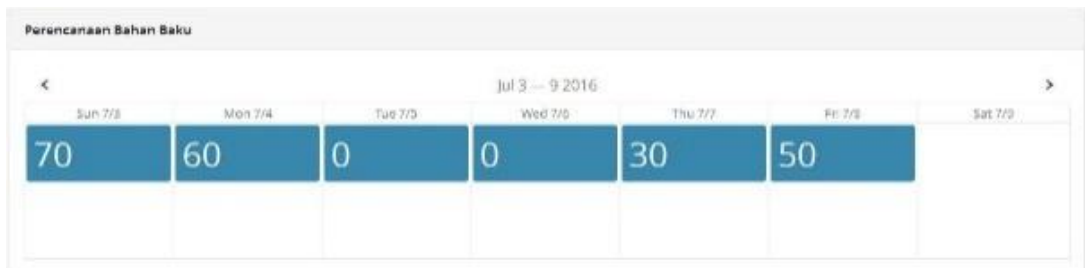 Perencanaan Bahan Baku
< Jul 3 — 9 2016 >
Sun 7/3 Mon 7/4 Tue 7/5 Wed 7/6 Thu 7/7 Fri 7/8 Sat 7/9
70 60 0 0 30 50